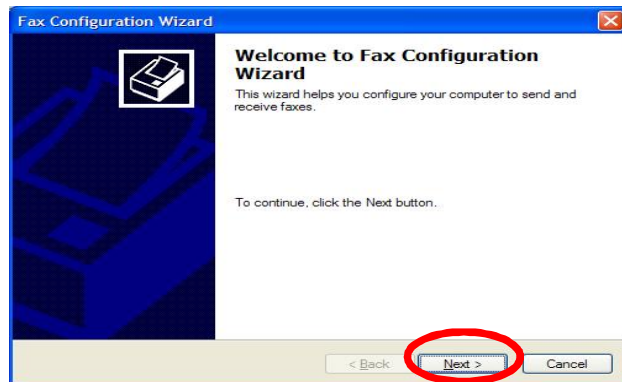 Fax Configuration Wizard
Welcome to Fax Configuration
Wizard
This wizard helps you configure your computer to send and
receive faxes.
To continue, click the Next button.
< Back Next > Cancel